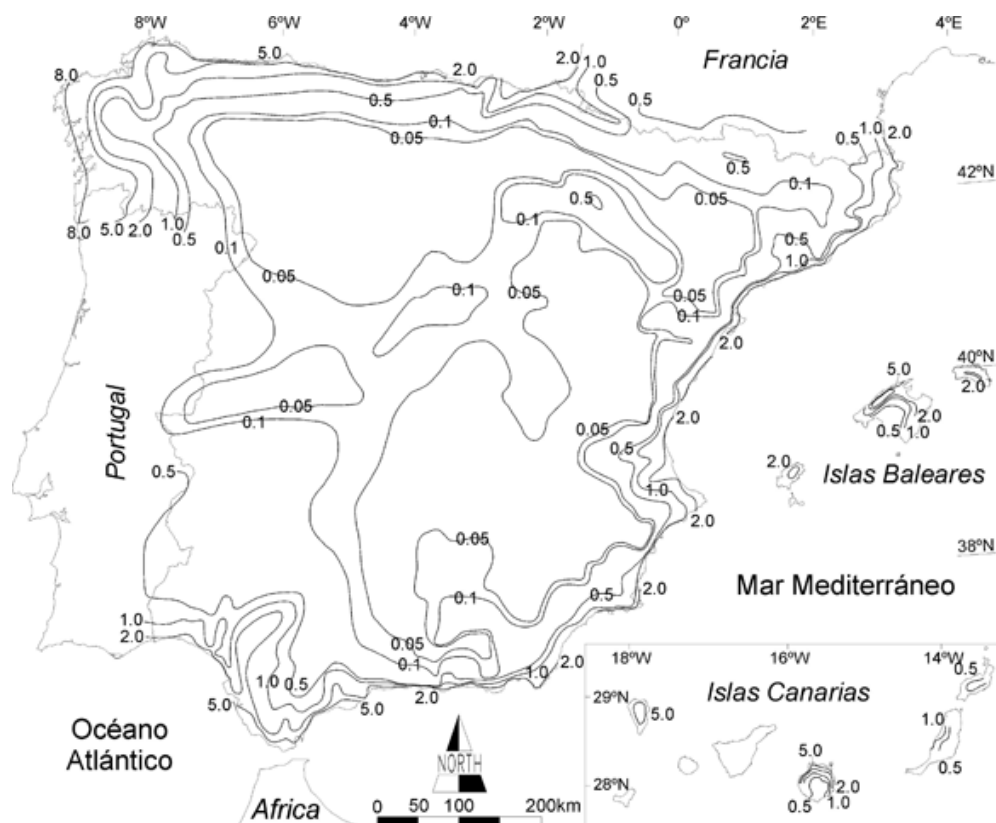 8ºW 6ºW 4ºW 2ºW 0º 2ºE 4ºE
5.0 2.0 2.0 1.0 Francia
8.0 0.5
0.5 0.5
0.1 0.5 1.0 2.0
0.05
0.5 42ºN
0.1
0.5 0.05
8.0 5.0 2.0 1.0 0.1
0.5 0.1 0.5
1.0
0.05 0.05 0.05
0.1
0.1
2.0
40ºN
5.0 2.0
0.05
0.1 2.0 2.0
0.05 0.5 1.0
0.5
Portugal
0.5 2.0 Islas Baleares
1.0
2.0
0.05 38ºN
Mar Mediterráneo
0.5 2.0
0.1
1.0
2.0
0.05
0.1 2.0 18ºW 16ºW 14ºW
1.0 0.5 1.0 0.5
5.0 5.0 2.0 29ºN Islas Canarias
5.0 1.0
Océano
Atlántico
NORTH 5.0 0.5
28ºN 2.0
0.5 1.0
Africa 0 50 100 200km